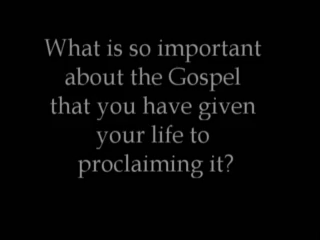 What is so important
about the Gospel
that you have given
your life to
proclaiming it?